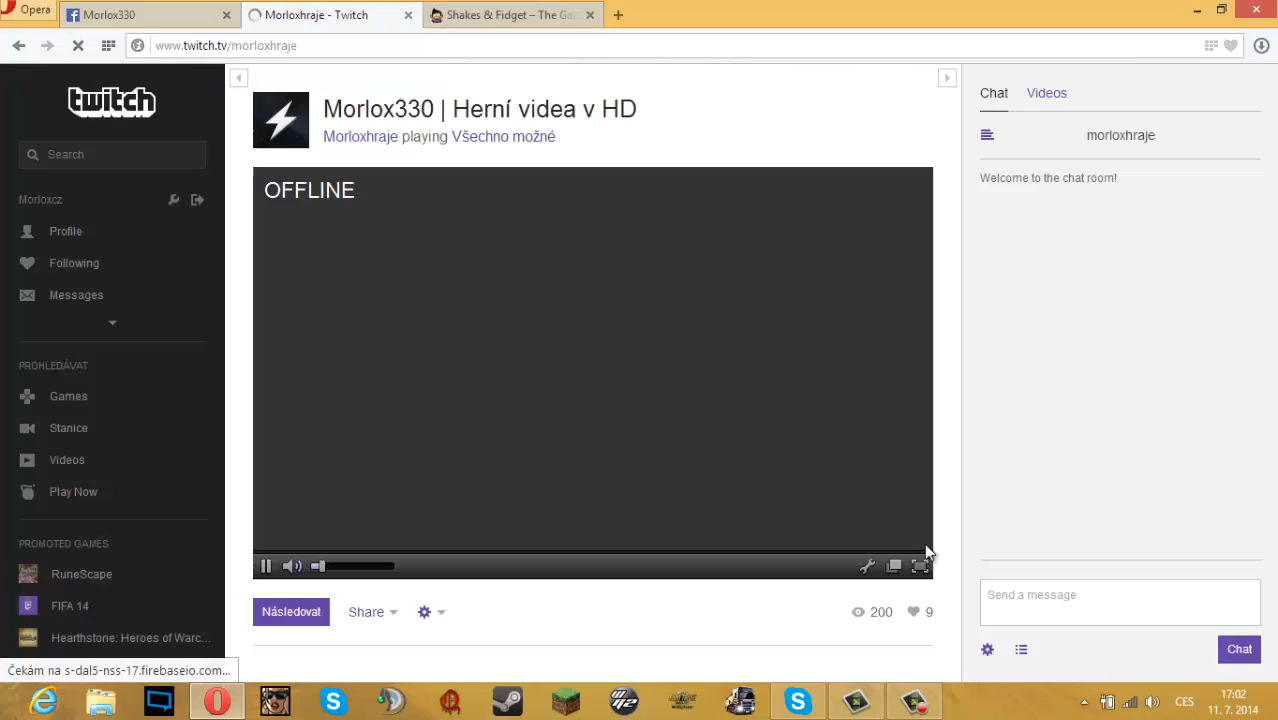 Opera
Morlox330
Morloxhraje - Twitch
Shakes & Fidget – The Ga
www.twitch.tv/morloxhraje
twitch
Search
Morloxcz
Profile
Following
Messages
PROHLEDÁVAT
Games
Stanice
Videos
Play Now
PROMOTED GAMES
RuneScape
FIFA 14
Hearthstone: Heroes of Warc...
Čekám na s-dal5-nss-17.firebaseio.com...
Morlox330 | Herní videa v HD
Morloxhraje playing Všechno možné
OFFLINE
Následovat
Share
200
9
Chat
Videos
morloxhraje
Welcome to the chat room!
Send a message
Chat
CES
17:02
11. 7. 2014